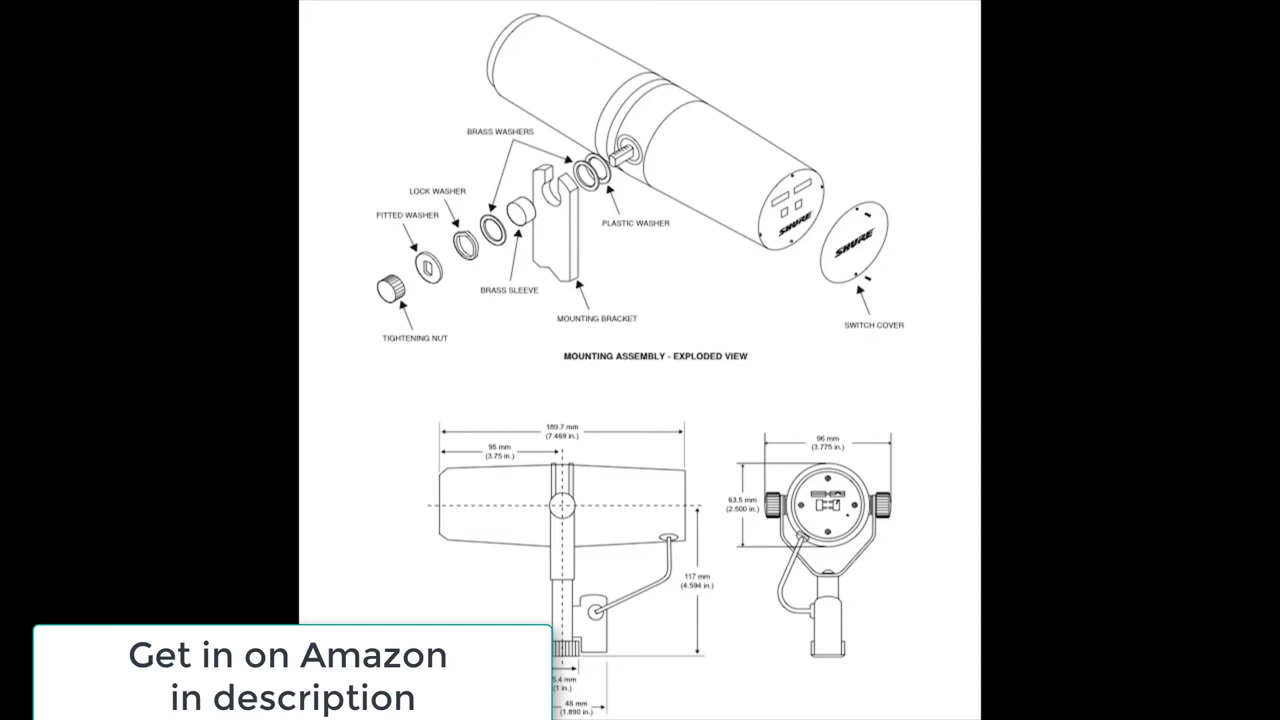 BRASS WASHERS
LOCK WASHER
FITTED WASHER
PLASTIC WASHER
SHURE
SHURE
BRASS SLEEVE
MOUNTING BRACKET
SWITCH COVER
TIGHTENING NUT
MOUNTING ASSEMBLY - EXPLODED VIEW
189.7 mm
(7.469 in.)
95 mm
(3.75 in.)
96 mm
(3.775 in.)
63.5 mm
(2.500 in.)
117 mm
(4.594 in.)
5.4 mm
(1 in.)
48 mm
(1.890 in.)
Get in on Amazon
in description